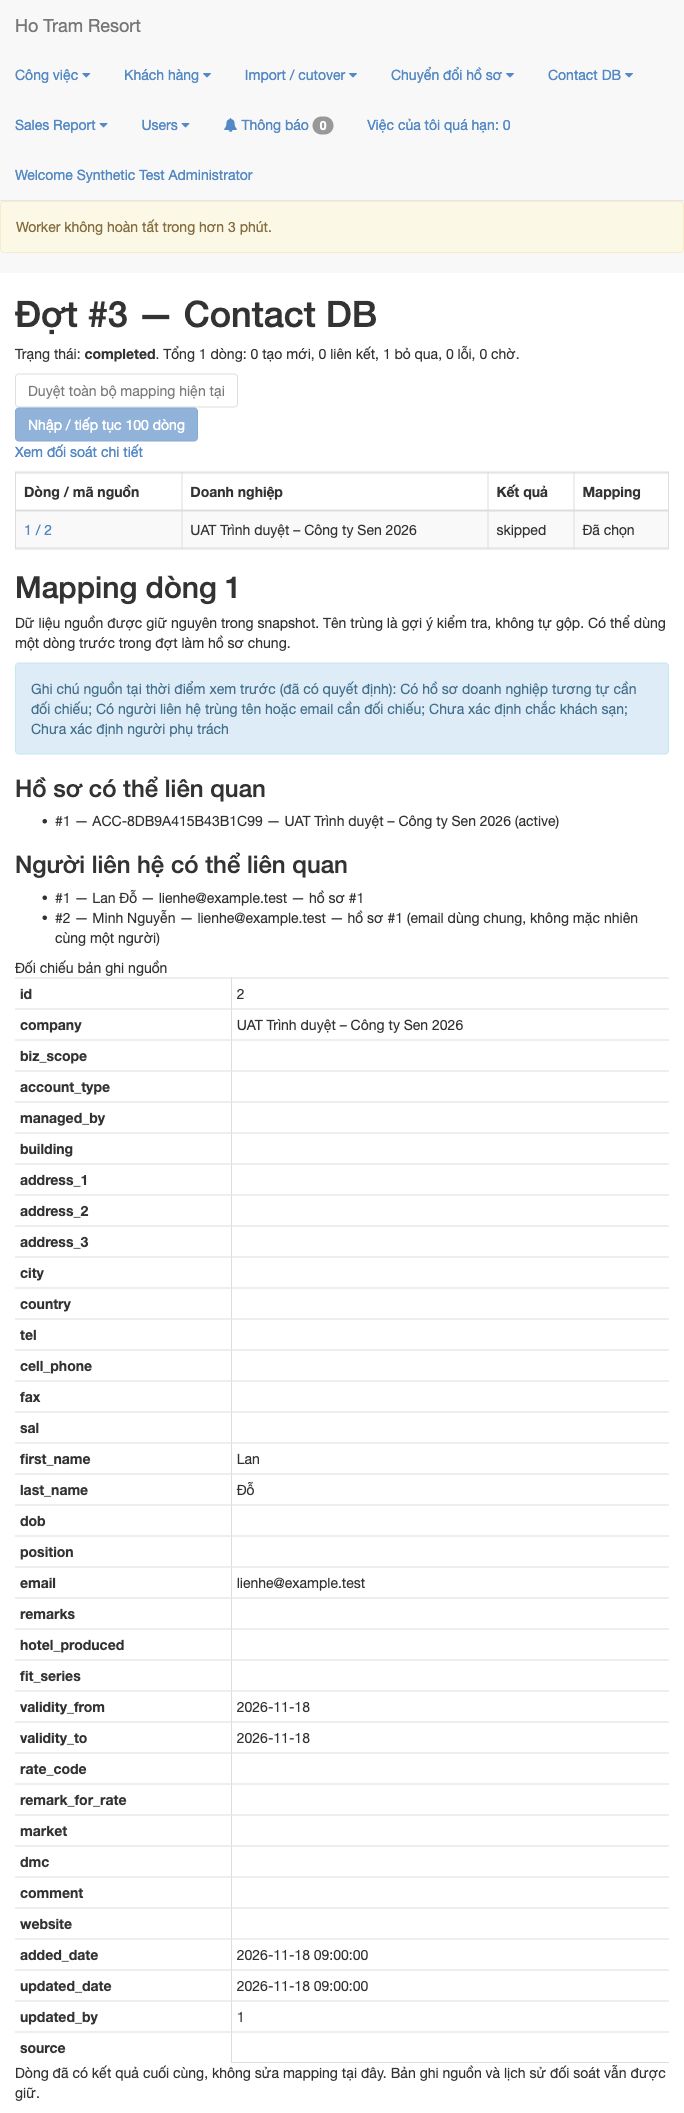 Ho Tram Resort
Công việc Khách hàng Import / cutover Chuyển đổi hồ sơ Contact DB
Sales Report Users Thông báo 0 Việc của tôi quá hạn: 0
Welcome Synthetic Test Administrator
Worker không hoàn tất trong hơn 3 phút.
Đợt #3 — Contact DB
Trạng thái: completed. Tổng 1 dòng: 0 tạo mới, 0 liên kết, 1 bỏ qua, 0 lỗi, 0 chờ.
Duyệt toàn bộ mapping hiện tại
Nhập / tiếp tục 100 dòng
Xem đối soát chi tiết
Dòng / mã nguồn Doanh nghiệp Kết quả Mapping
1 / 2 UAT Trình duyệt – Công ty Sen 2026 skipped Đã chọn
Mapping dòng 1
Dữ liệu nguồn được giữ nguyên trong snapshot. Tên trùng là gợi ý kiểm tra, không tự gộp. Có thể dùng
một dòng trước trong đợt làm hồ sơ chung.
Ghi chú nguồn tại thời điểm xem trước (đã có quyết định): Có hồ sơ doanh nghiệp tương tự cần
đối chiếu; Có người liên hệ trùng tên hoặc email cần đối chiếu; Chưa xác định chắc khách sạn;
Chưa xác định người phụ trách
Hồ sơ có thể liên quan
• #1 — ACC-8DB9A415B43B1C99 — UAT Trình duyệt – Công ty Sen 2026 (active)
Người liên hệ có thể liên quan
• #1 — Lan Đỗ — lienhe@example.test — hồ sơ #1
• #2 — Minh Nguyễn — lienhe@example.test — hồ sơ #1 (email dùng chung, không mặc nhiên
cùng một người)
Đối chiếu bản ghi nguồn
id 2
company UAT Trình duyệt – Công ty Sen 2026
biz_scope
account_type
managed_by
building
address_1
address_2
address_3
city
country
tel
cell_phone
fax
sal
first_name Lan
last_name Đỗ
dob
position
email lienhe@example.test
remarks
hotel_produced
fit_series
validity_from 2026-11-18
validity_to 2026-11-18
rate_code
remark_for_rate
market
dmc
comment
website
added_date 2026-11-18 09:00:00
updated_date 2026-11-18 09:00:00
updated_by 1
source
Dòng đã có kết quả cuối cùng, không sửa mapping tại đây. Bản ghi nguồn và lịch sử đối soát vẫn được
giữ.